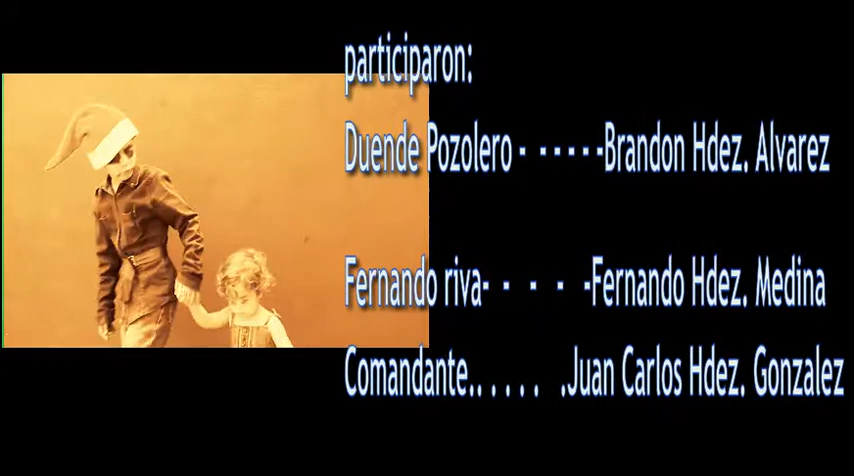 participaron:
Duende Pozolero - - - - - -Brandon Hdez. Alvarez
Fernando riva- - - - -Fernando Hdez. Medina
Comandante.. . . . . .Juan Carlos Hdez. Gonzalez